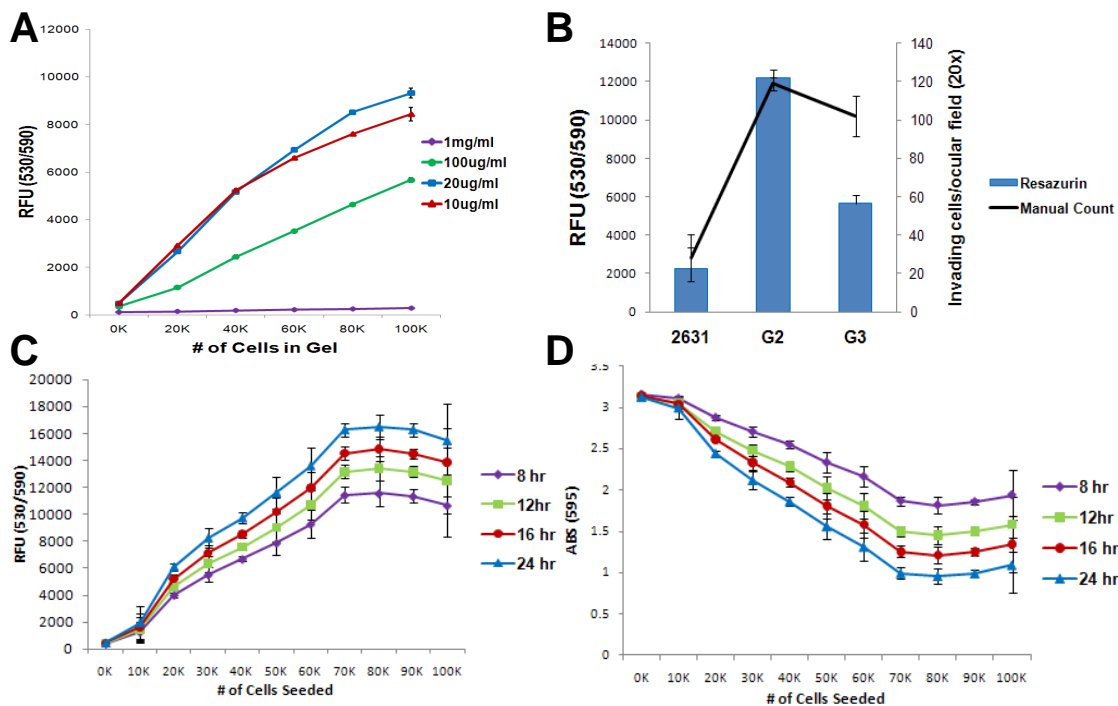 A
12000
10000
8000
6000
4000
2000
0
RFU (530/590)
0K 20K 40K 60K 80K 100K
# of Cells in Gel
1mg/ml
100ug/ml
20ug/ml
10ug/ml
B
14000
12000
10000
8000
6000
4000
2000
0
RFU (530/590)
140
120
100
80
60
40
20
0
Invading cells/ocular field (20x)
2631 G2 G3
Resazurin
Manual Count
C
20000
18000
16000
14000
12000
10000
8000
6000
4000
2000
0
RFU (530/590)
0K 10K 20K 30K 40K 50K 60K 70K 80K 90K 100K
# of Cells Seeded
8 hr
12hr
16 hr
24 hr
D
3.5
3
2.5
2
1.5
1
0.5
0
ABS (595)
0K 10K 20K 30K 40K 50K 60K 70K 80K 90K 100K
# of Cells Seeded
8 hr
12hr
16 hr
24 hr